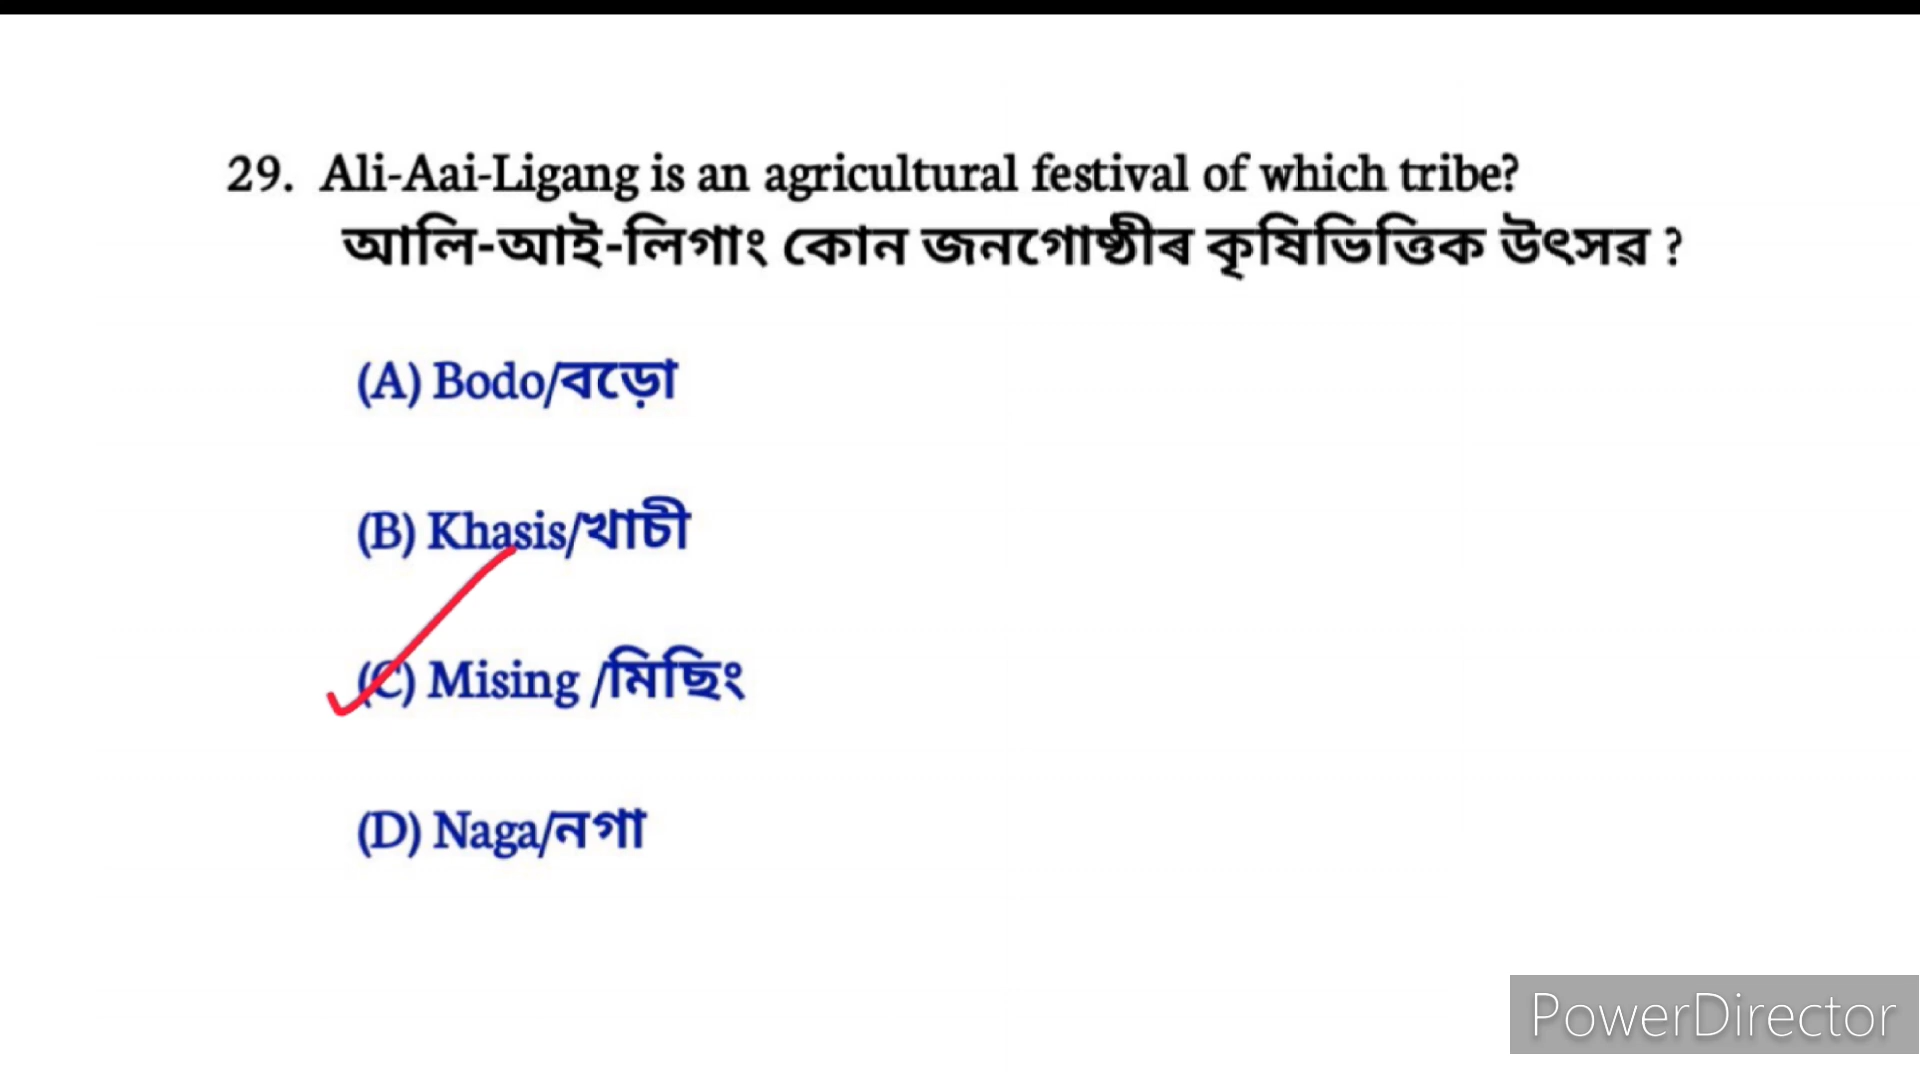 29. Ali-Aai-Ligang is an agricultural festival of which tribe?
আলি-আই-লিগাং কোন জনগোষ্ঠীৰ কৃষিভিত্তিক উৎসৱ ?
(A) Bodo/বড়ো
(B) Khasis/খাচী
(C) Mising /মিছিং
(D) Naga/নগা
PowerDirector